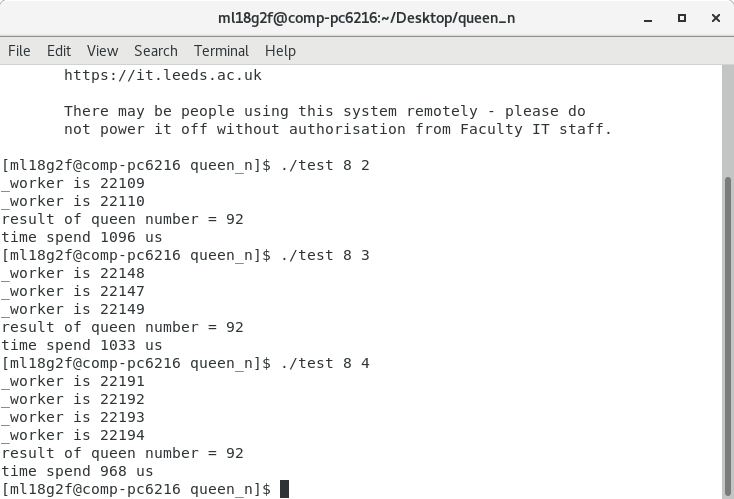 ml18g2f@comp-pc6216:~/Desktop/queen_n
File Edit View Search Terminal Help
https://it.leeds.ac.uk
There may be people using this system remotely - please do
not power it off without authorisation from Faculty IT staff.
[ml18g2f@comp-pc6216 queen_n]$ ./test 8 2
_worker is 22109
_worker is 22110
result of queen number = 92
time spend 1096 us
[ml18g2f@comp-pc6216 queen_n]$ ./test 8 3
_worker is 22148
_worker is 22147
_worker is 22149
result of queen number = 92
time spend 1033 us
[ml18g2f@comp-pc6216 queen_n]$ ./test 8 4
_worker is 22191
_worker is 22192
_worker is 22193
_worker is 22194
result of queen number = 92
time spend 968 us
[ml18g2f@comp-pc6216 queen_n]$